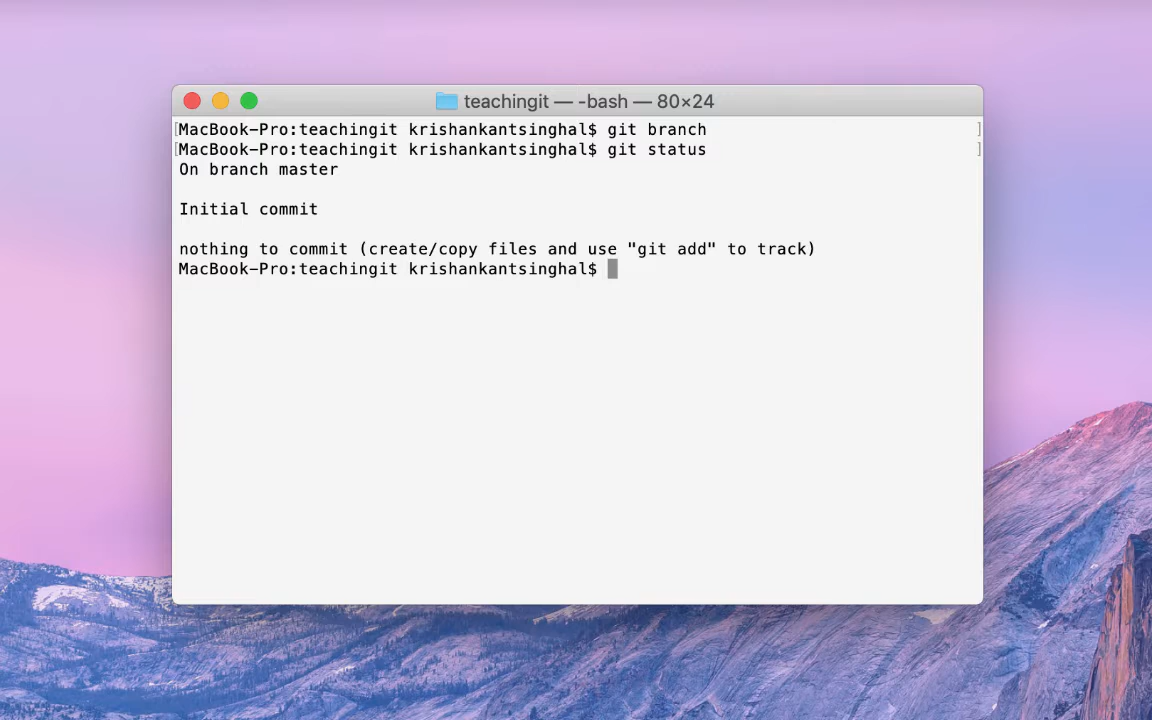 teachingit — -bash — 80×24
[MacBook-Pro:teachingit krishankantsinghal$ git branch ]
[MacBook-Pro:teachingit krishankantsinghal$ git status ]
On branch master
Initial commit
nothing to commit (create/copy files and use "git add" to track)
MacBook-Pro:teachingit krishankantsinghal$